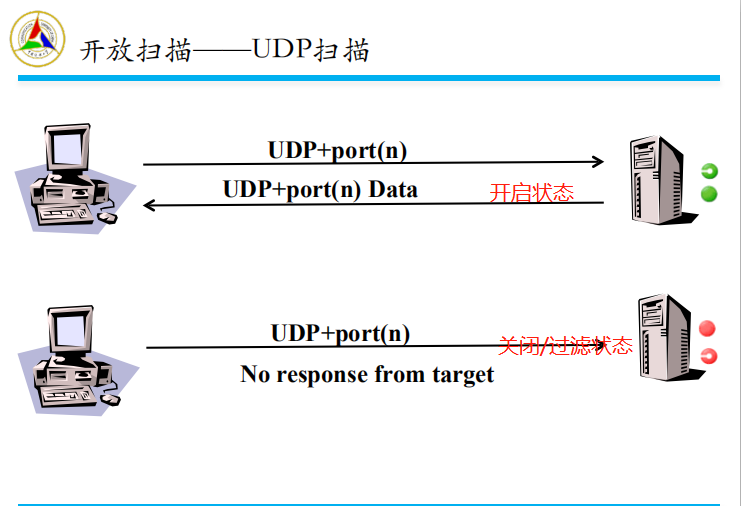 开放扫描——UDP扫描
UDP+port(n)
UDP+port(n) Data
开启状态
UDP+port(n)
关闭/过滤状态
No response from target